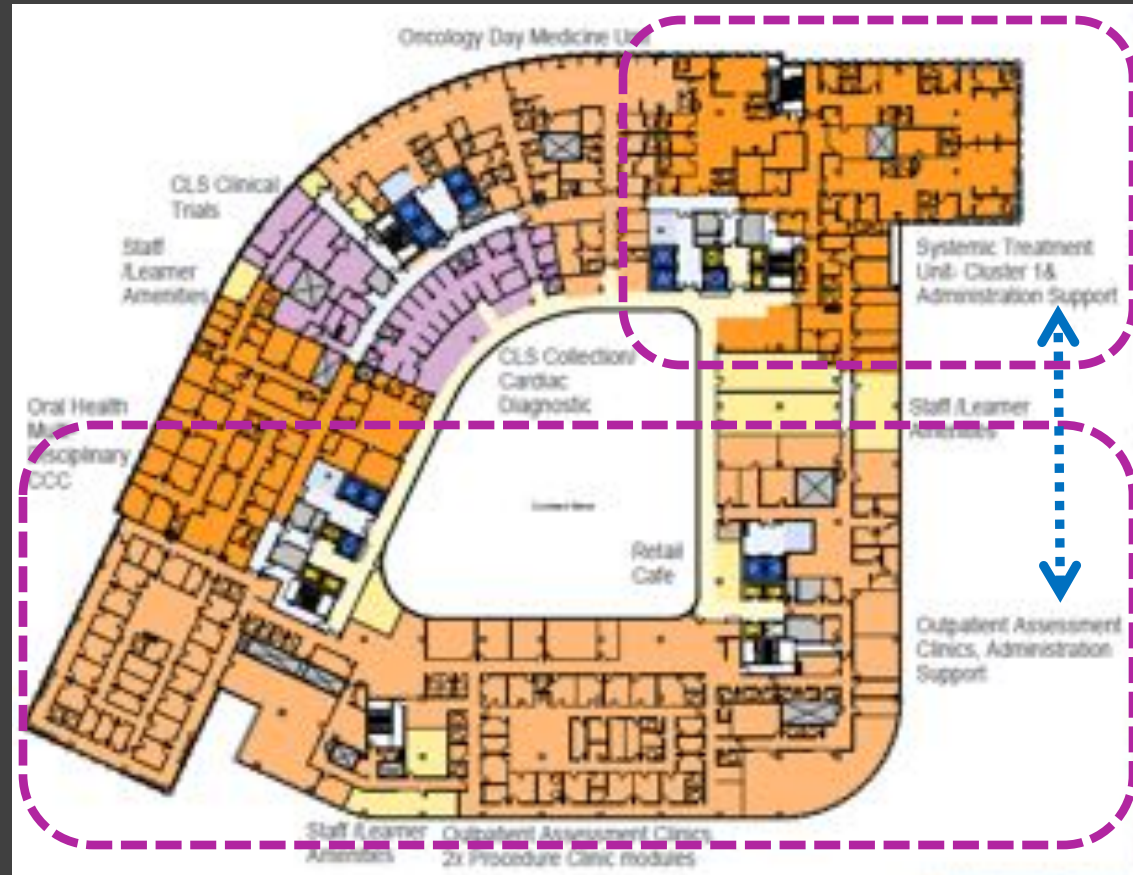 Oncology Day Medicine Unit
CLS Clinical
Trials
Staff
/Learner
Amenities
Systemic Treatment
Unit- Cluster 1&
Administration Support
CLS Collection/
Cardiac
Diagnostic
Oral Health
Disciplinary
CCC
Staff /Learner
Amenities
Retail
Cafe
Outpatient Assessment
Clinics, Administration
Support
Staff /Learner
Amenities
Outpatient Assessment Clinics,
2x Procedure Clinic modules